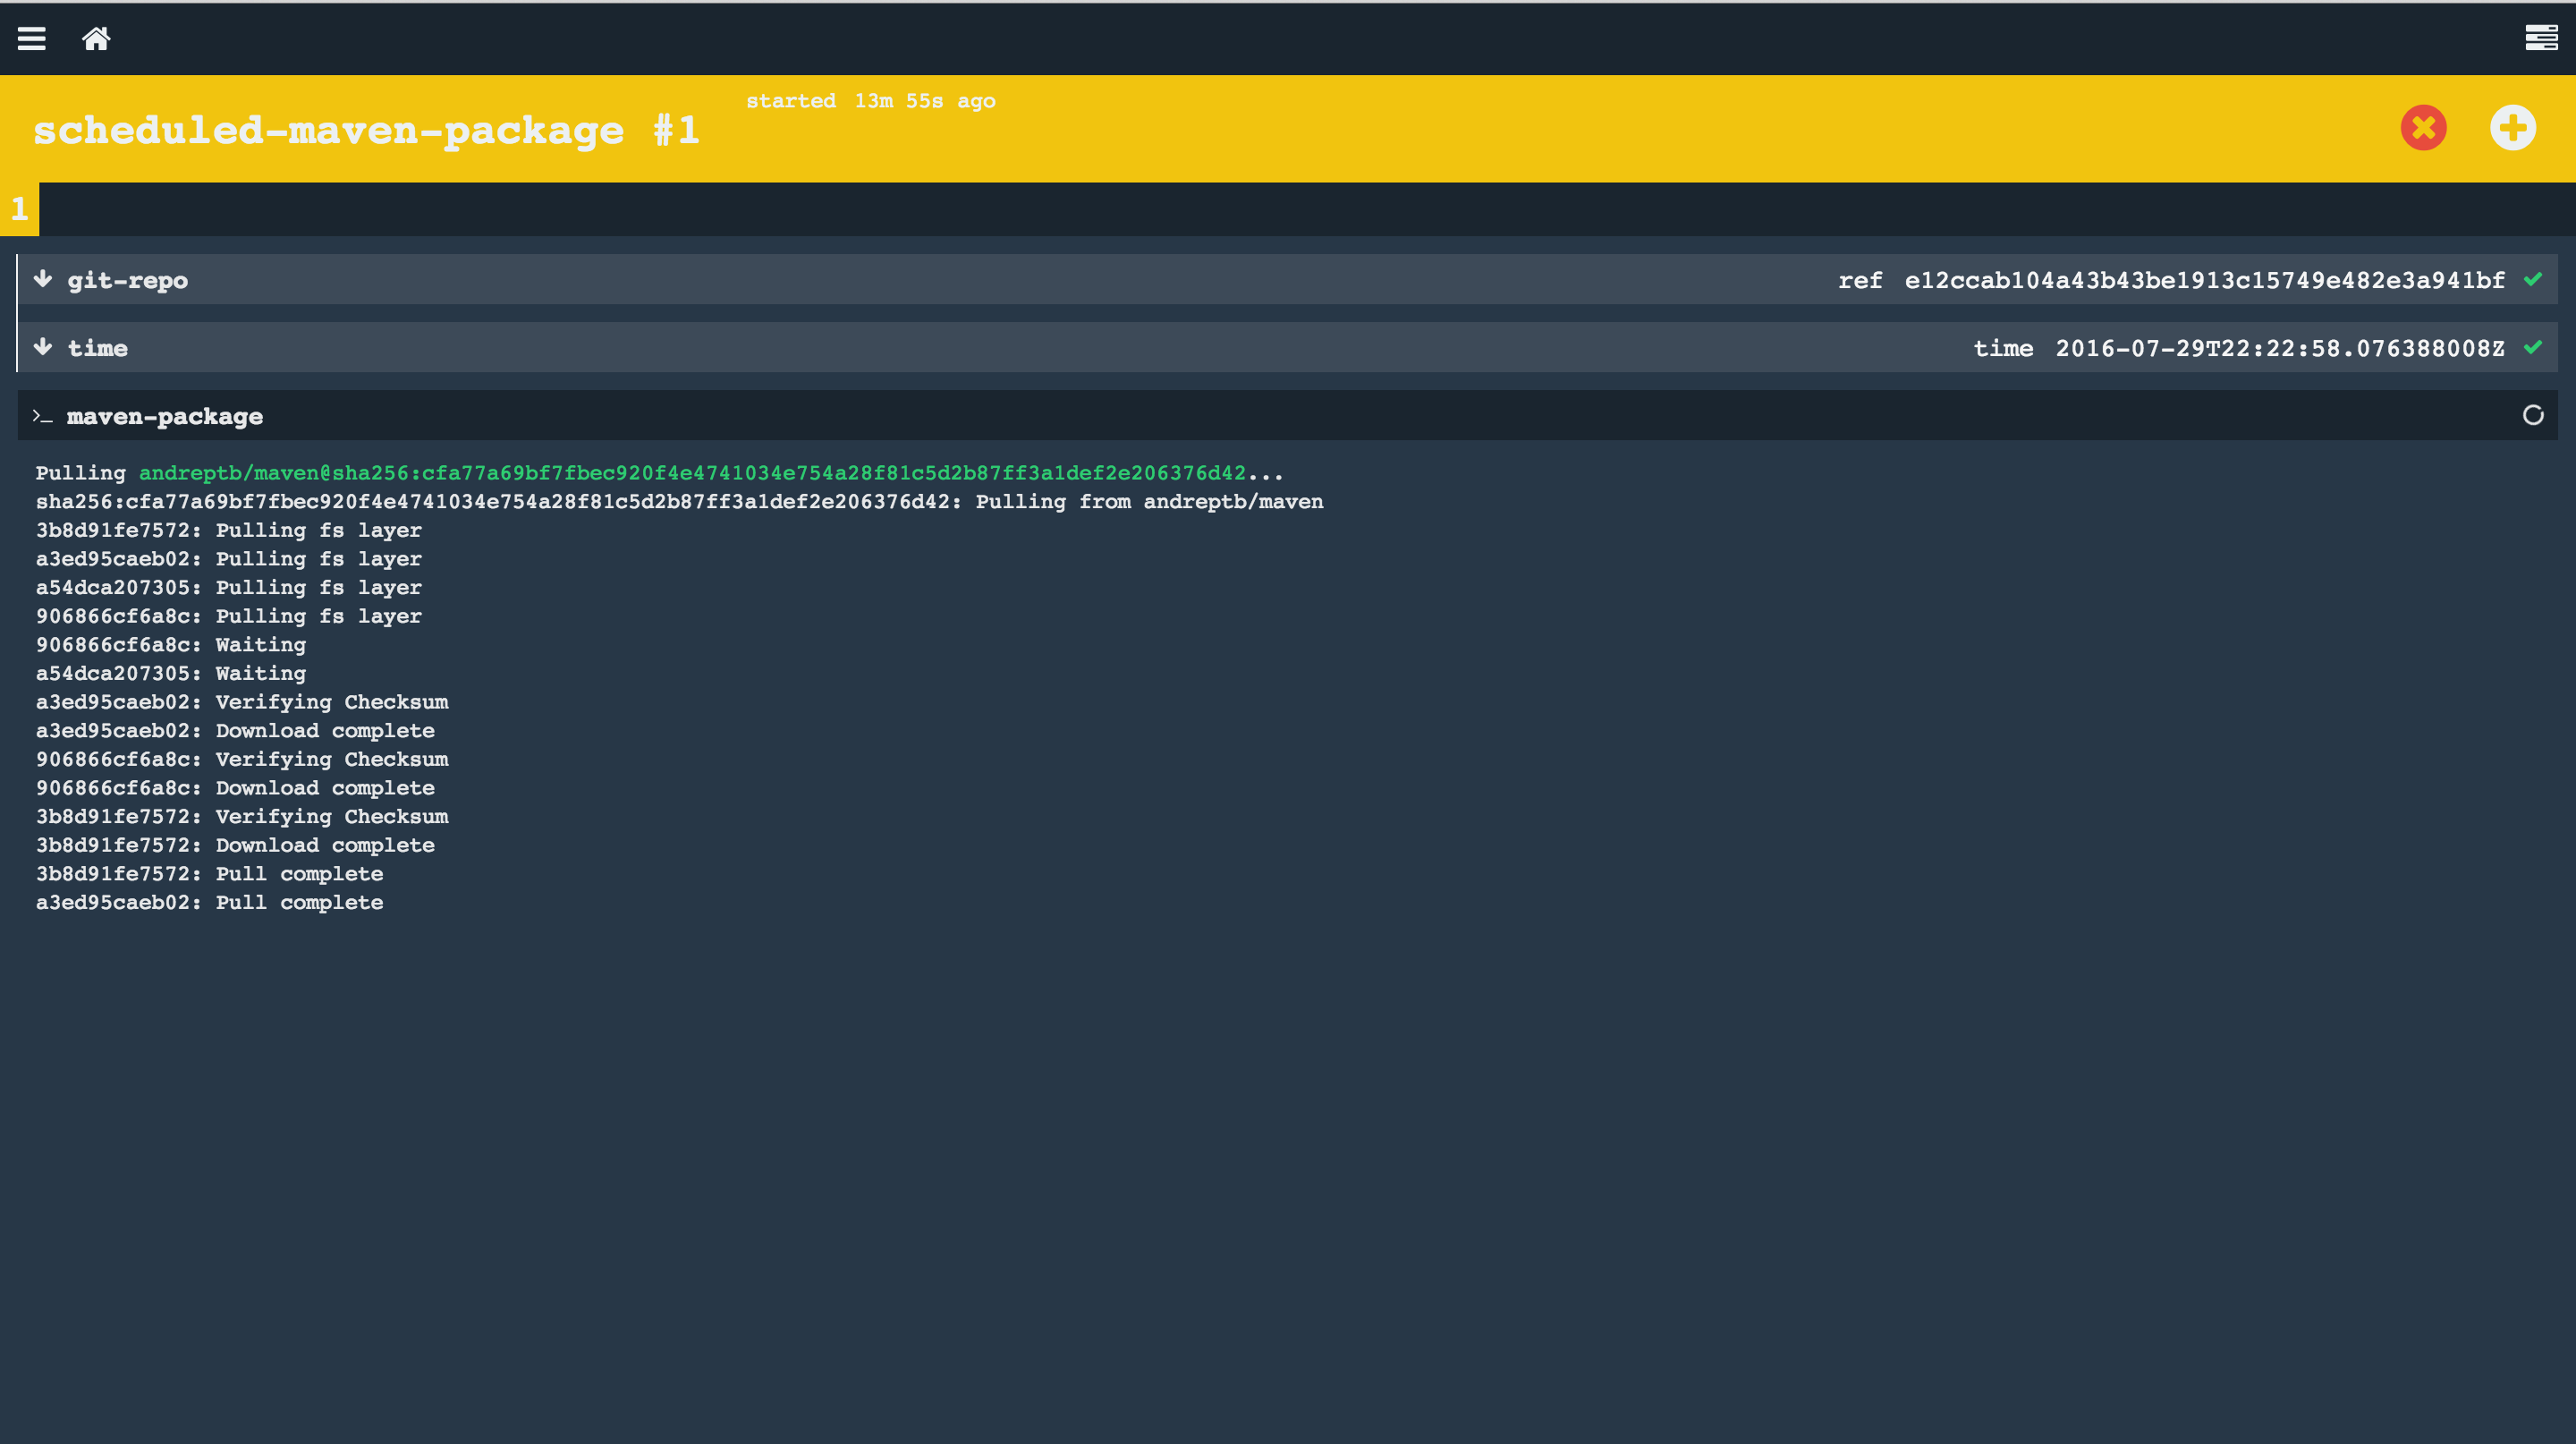 started 13m 55s ago
scheduled-maven-package #1
1
git-repo ref e12ccab104a43b43be1913c15749e482e3a941bf
time time 2016-07-29T22:22:58.076388008Z
>_ maven-package
Pulling andreptb/maven@sha256:cfa77a69bf7fbec920f4e4741034e754a28f81c5d2b87ff3a1def2e206376d42...
sha256:cfa77a69bf7fbec920f4e4741034e754a28f81c5d2b87ff3a1def2e206376d42: Pulling from andreptb/maven
3b8d91fe7572: Pulling fs layer
a3ed95caeb02: Pulling fs layer
a54dca207305: Pulling fs layer
906866cf6a8c: Pulling fs layer
906866cf6a8c: Waiting
a54dca207305: Waiting
a3ed95caeb02: Verifying Checksum
a3ed95caeb02: Download complete
906866cf6a8c: Verifying Checksum
906866cf6a8c: Download complete
3b8d91fe7572: Verifying Checksum
3b8d91fe7572: Download complete
3b8d91fe7572: Pull complete
a3ed95caeb02: Pull complete